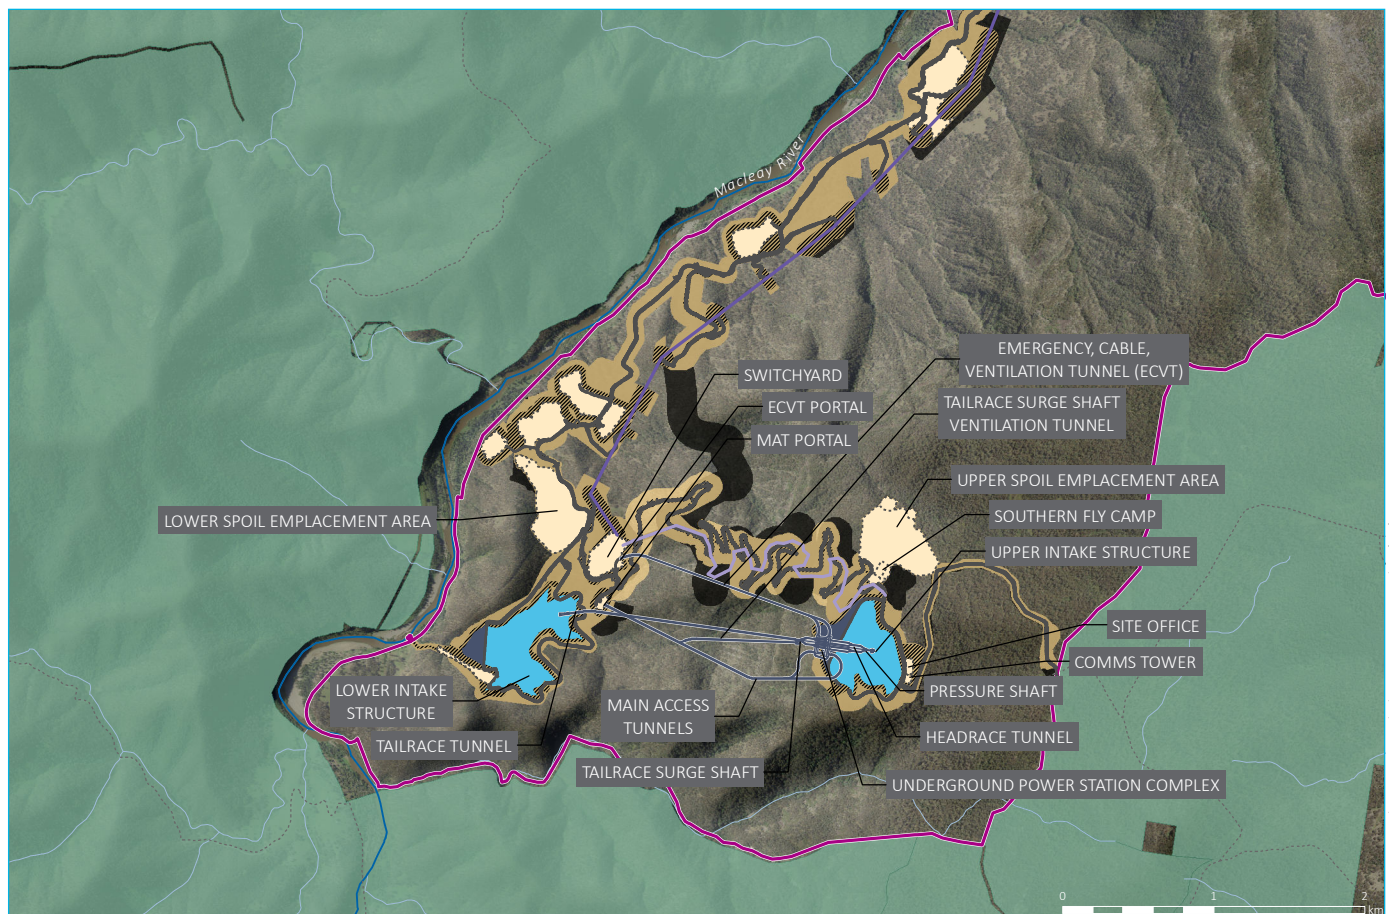 Macleay River
EMERGENCY, CABLE,
VENTILATION TUNNEL (ECVT)
SWITCHYARD
TAILRACE SURGE SHAFT
VENTILATION TUNNEL
ECVT PORTAL
MAT PORTAL
UPPER SPOIL EMPLACEMENT AREA
LOWER SPOIL EMPLACEMENT AREA
SOUTHERN FLY CAMP
UPPER INTAKE STRUCTURE
SITE OFFICE
COMMS TOWER
LOWER INTAKE
STRUCTURE
PRESSURE SHAFT
MAIN ACCESS
TUNNELS
TAILRACE TUNNEL
HEADRACE TUNNEL
TAILRACE SURGE SHAFT
UNDERGROUND POWER STATION COMPLEX
0 1 2
km